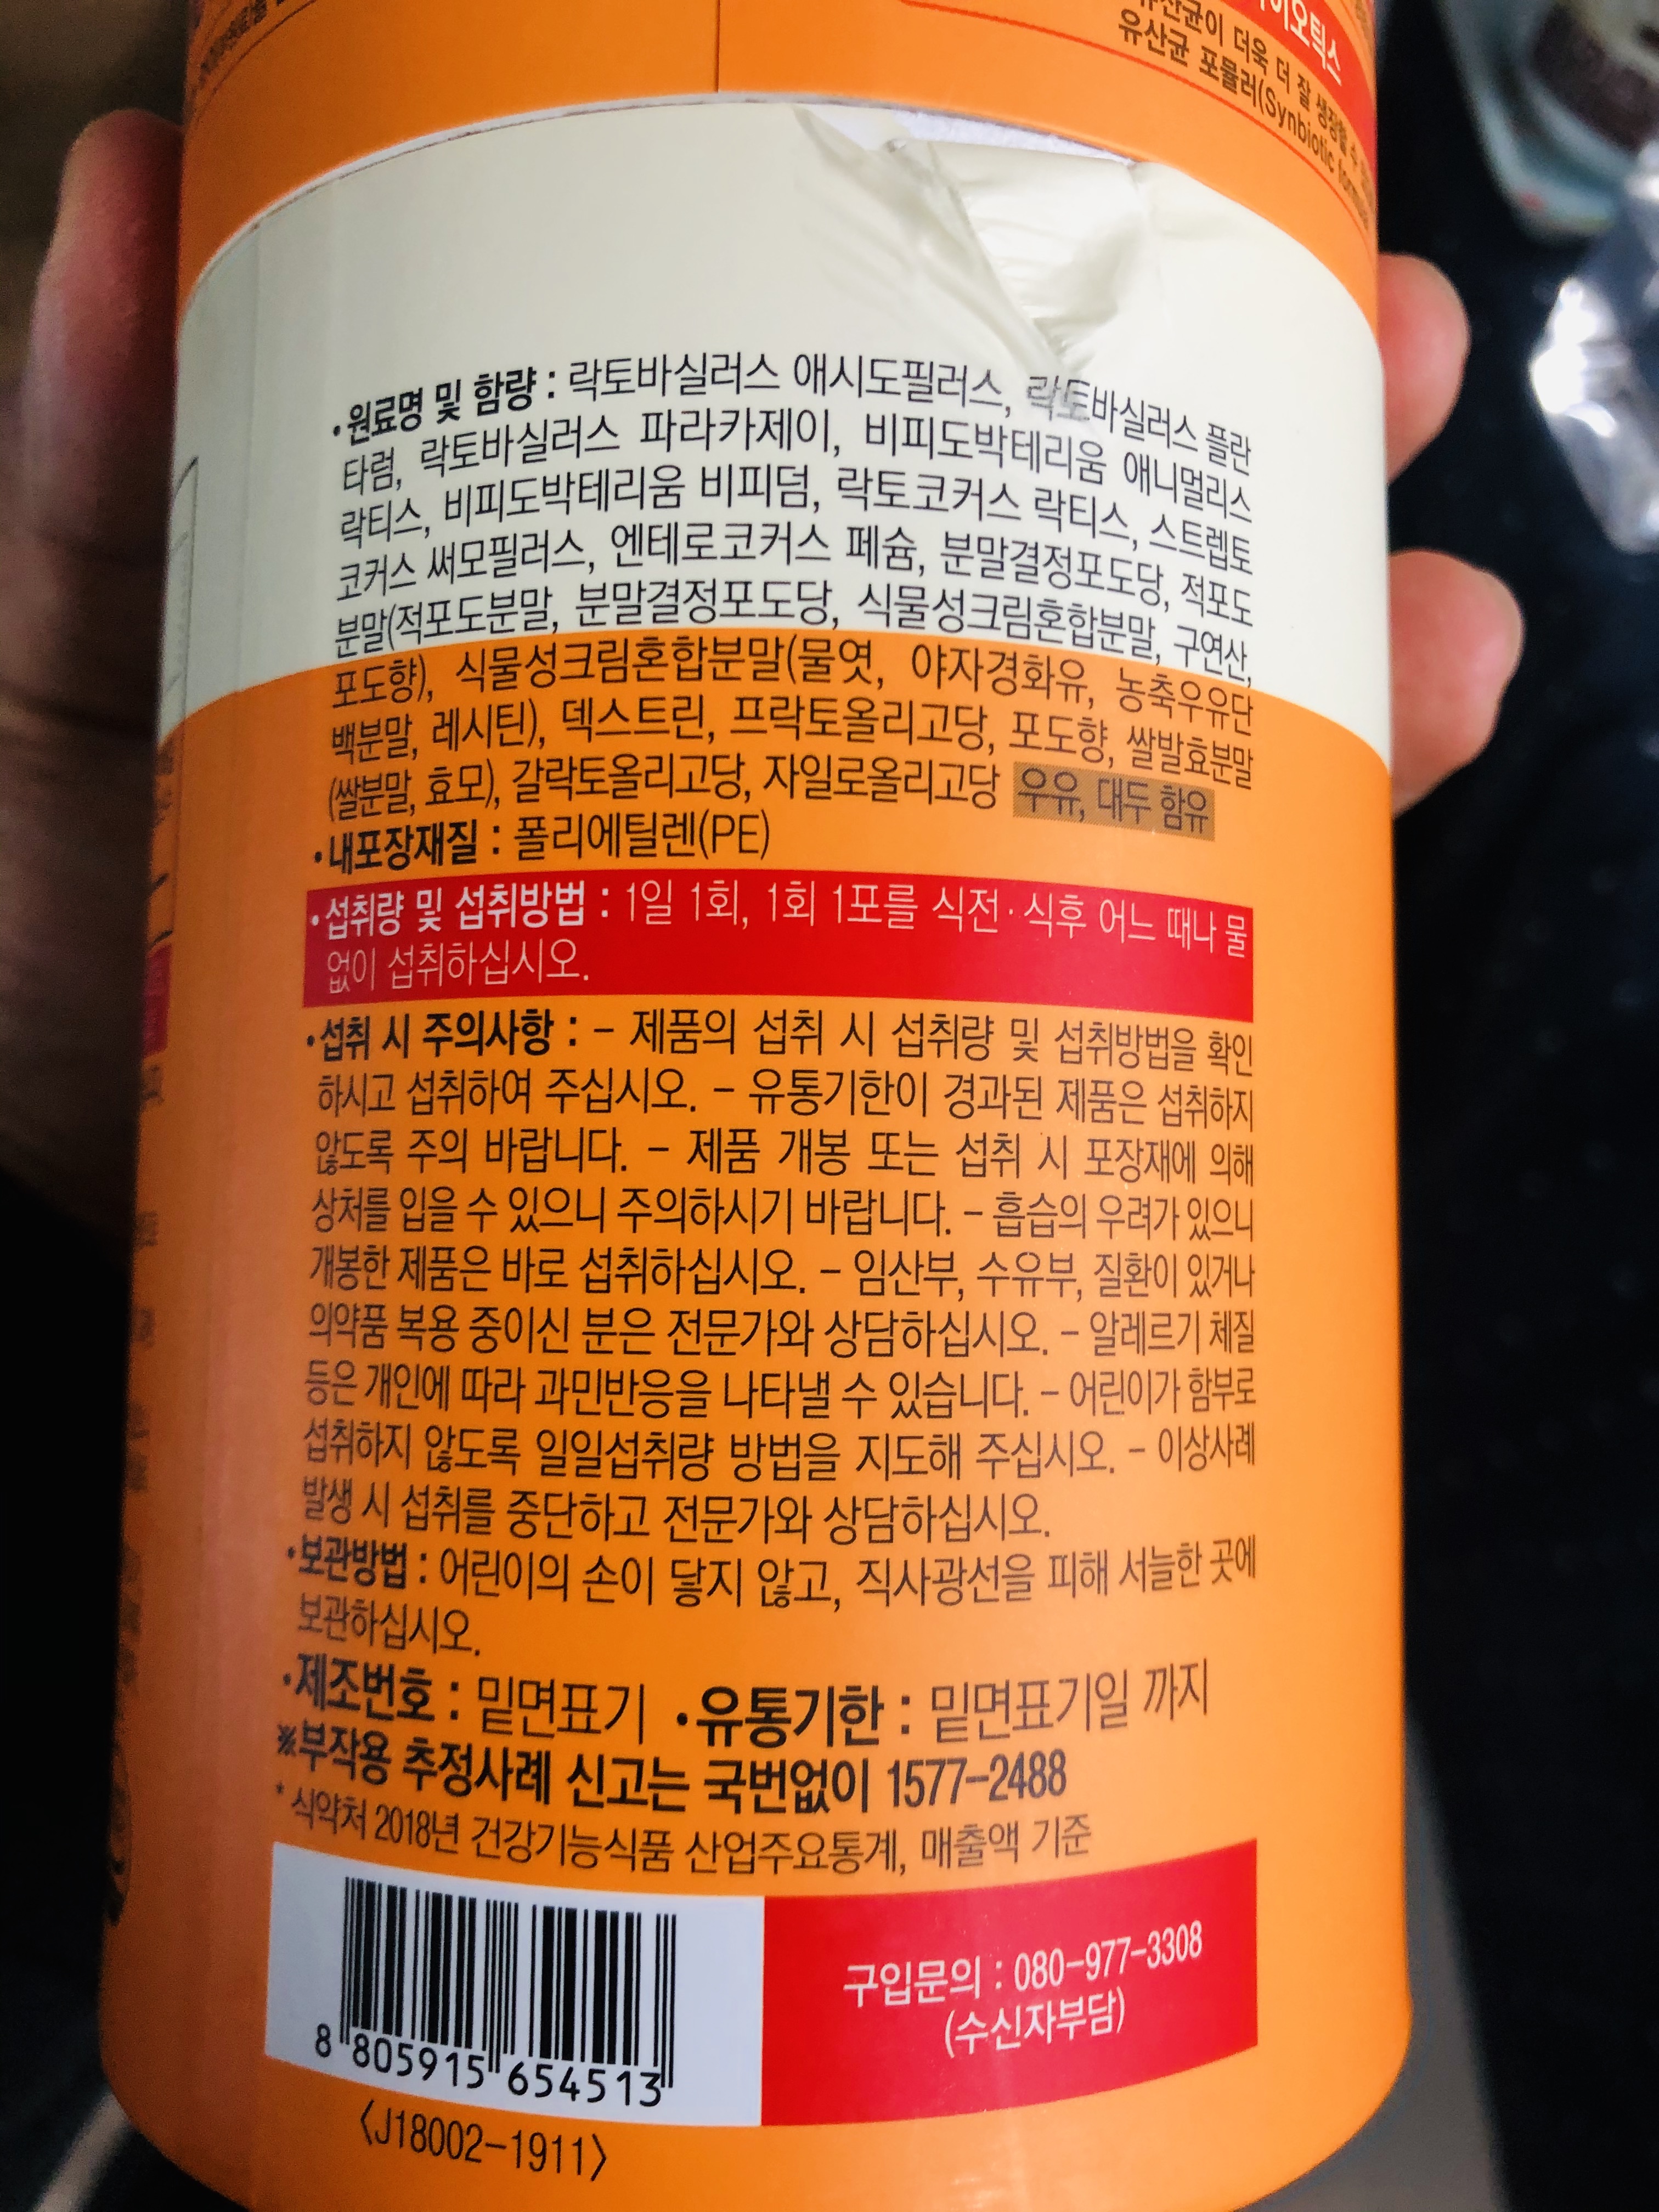 이오틱스
유산균이 더욱 더 잘 생장할 수
유산균 포뮬러(Synbiotic formula
·원료명 및 함량 : 락토바실러스 애시도필러스, 락토바실러스 플란
타럼, 락토바실러스 파라카제이, 비피도박테리움 애니멀리스
락티스, 비피도박테리움 비피덤, 락토코커스 락티스, 스트렙토
코커스 써모필러스, 엔테로코커스 페슘, 분말결정포도당, 적포도
분말(적포도분말, 분말결정포도당, 식물성크림혼합분말, 구연산,
포도향), 식물성크림혼합분말(물엿, 야자경화유, 농축우유단
백분말, 레시틴), 덱스트린, 프락토올리고당, 포도향, 쌀발효분말
(쌀분말, 효모), 갈락토올리고당, 자일로올리고당 우유, 대두 함유
·내포장재질 : 폴리에틸렌(PE)
·섭취량 및 섭취방법 : 1일 1회, 1회 1포를 식전·식후 어느 때나 물
없이 섭취하십시오.
·섭취 시 주의사항 : – 제품의 섭취 시 섭취량 및 섭취방법을 확인
하시고 섭취하여 주십시오. – 유통기한이 경과된 제품은 섭취하지
않도록 주의 바랍니다. – 제품 개봉 또는 섭취 시 포장재에 의해
상처를 입을 수 있으니 주의하시기 바랍니다. – 흡습의 우려가 있으니
개봉한 제품은 바로 섭취하십시오. – 임산부, 수유부, 질환이 있거나
의약품 복용 중이신 분은 전문가와 상담하십시오. – 알레르기 체질
등은 개인에 따라 과민반응을 나타낼 수 있습니다. – 어린이가 함부로
섭취하지 않도록 일일섭취량 방법을 지도해 주십시오. – 이상사례
발생 시 섭취를 중단하고 전문가와 상담하십시오.
·보관방법 : 어린이의 손이 닿지 않고, 직사광선을 피해 서늘한 곳에
보관하십시오.
·제조번호 : 밑면표기 ·유통기한 : 밑면표기일 까지
※부작용 추정사례 신고는 국번없이 1577-2488
* 식약처 2018년 건강기능식품 산업주요통계, 매출액 기준
구입문의 : 080-977-3308
(수신자부담)
8 805915 654513
〈J18002-1911〉